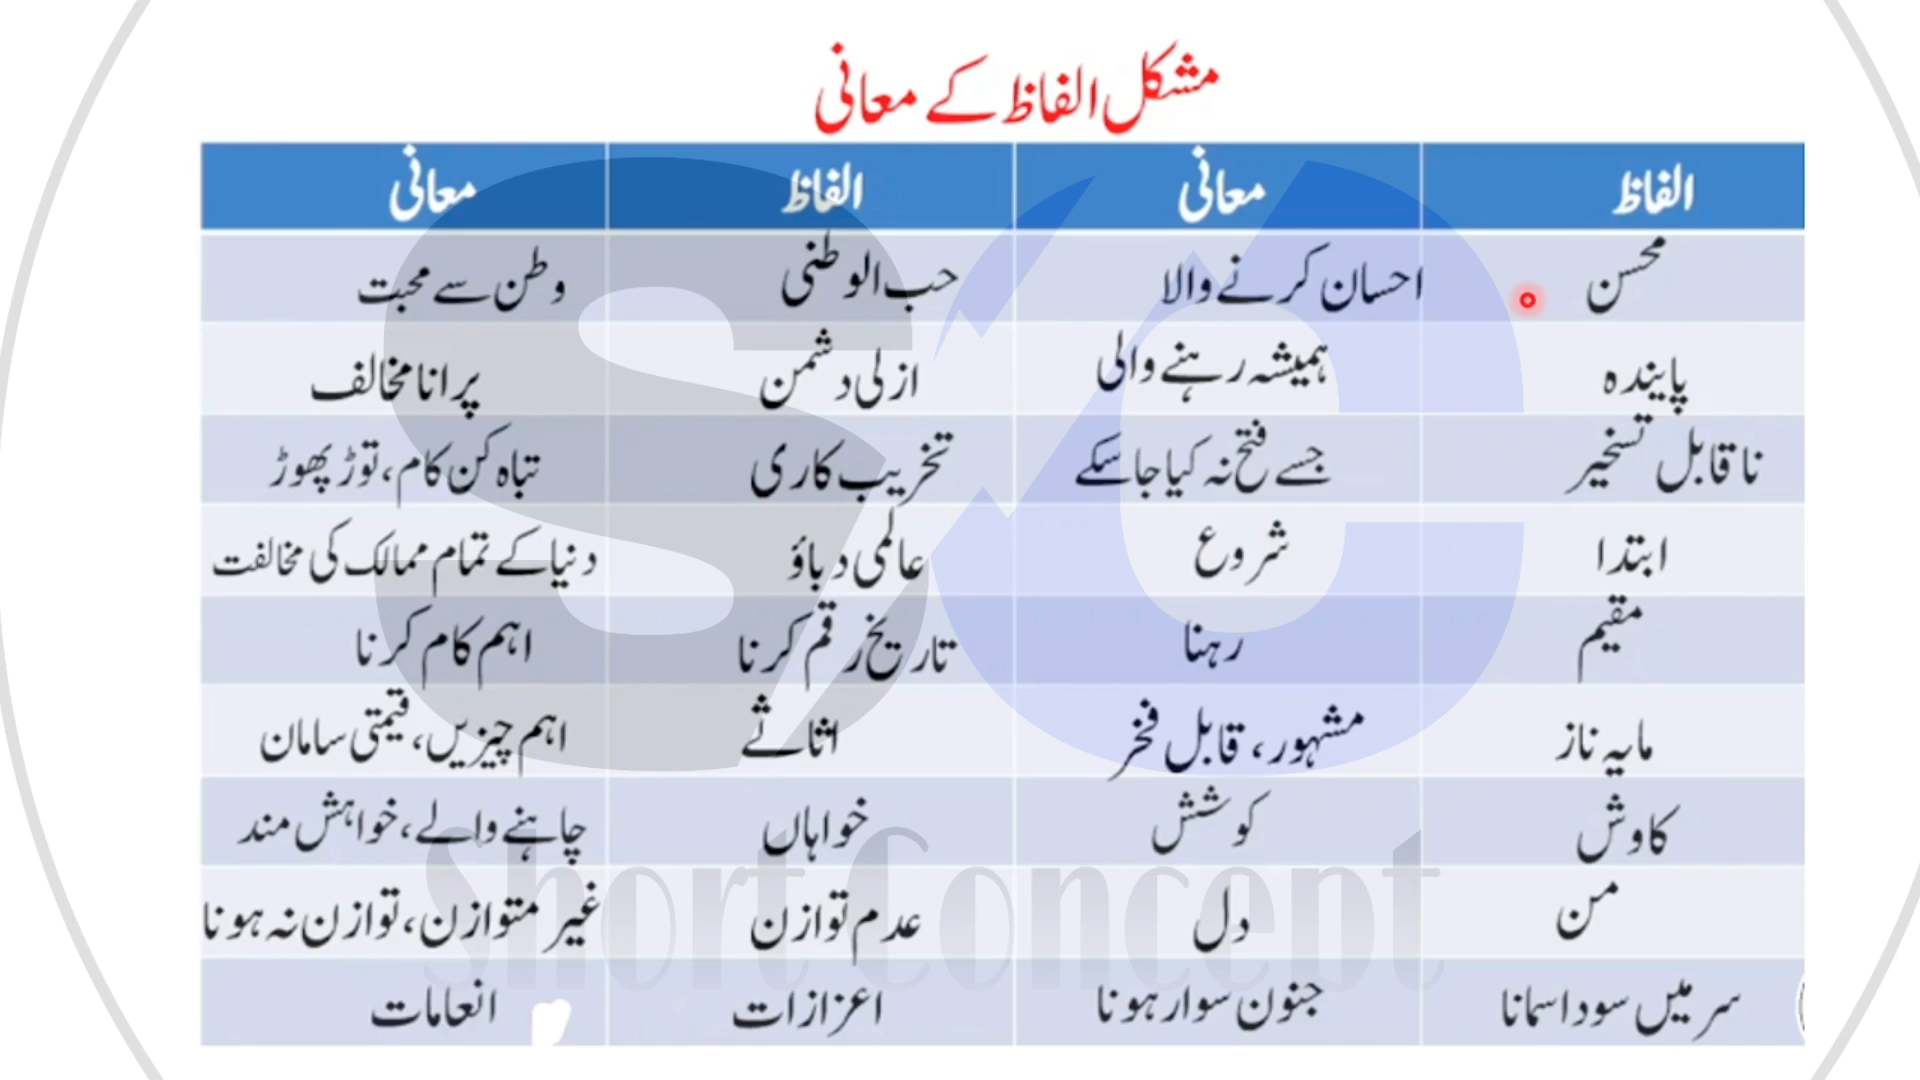 مشکل الفاظ کے معانی
الفاظ معانی الفاظ معانی
محسن احسان کرنے والا حب الوطنی وطن سے محبت
پایندہ ہمیشہ رہنے والی ازلی دشمن پرانا مخالف
ناقابل تسخیر جسے فتح نہ کیا جا سکے تخریب کاری تباہ کن کام، توڑ پھوڑ
ابتدا شروع عالمی دباؤ دنیا کے تمام ممالک کی مخالفت
مقیم رہنا تاریخ رقم کرنا اہم کام کرنا
مایہ ناز مشہور، قابل فخر اثاثے اہم چیزیں، قیمتی سامان
کاوش کوشش خواہاں چاہنے والے، خواہش مند
من دل عدم توازن غیر متوازن، توازن نہ ہونا
سر میں سودا سمانا جنون سوار ہونا اعزازات انعامات
SC
Short Concept